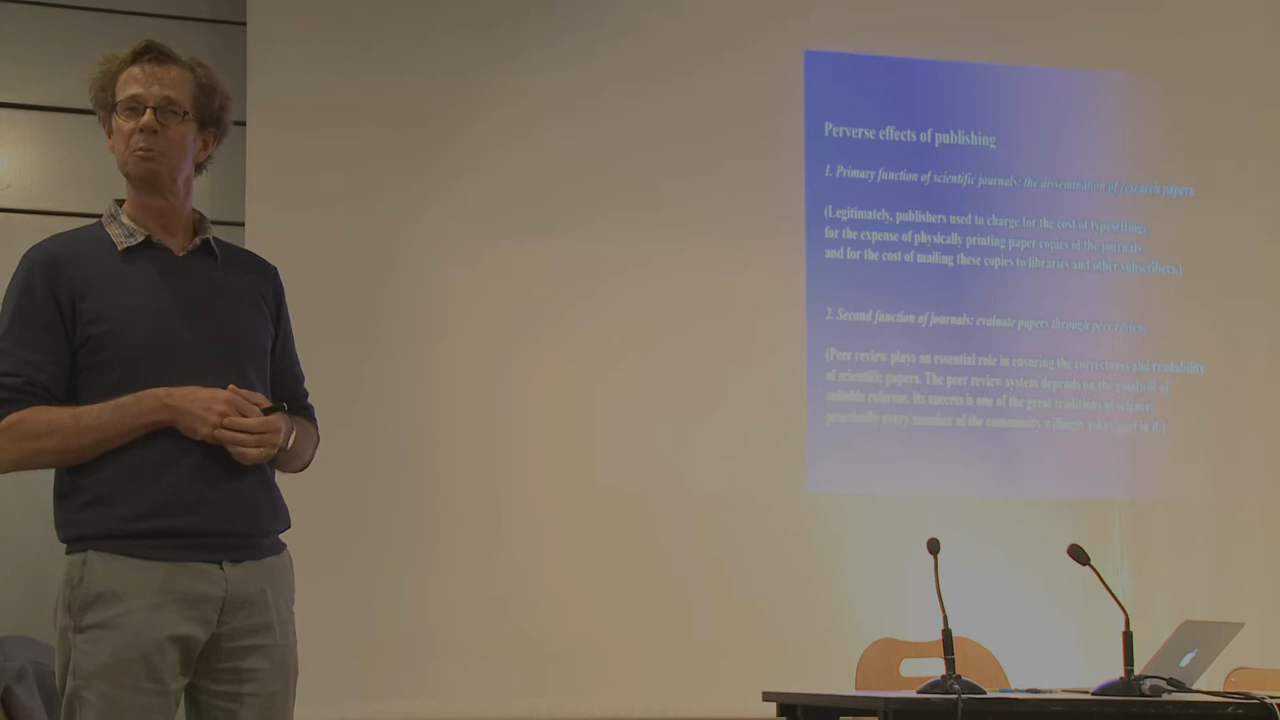 Perverse effects of publishing
1. Primary function of scientific journals: the dissemination of research papers.
(Legitimately, publishers used to charge for the cost of typesetting,
for the expense of physically printing paper copies of the journals
and for the cost of mailing these copies to libraries and other subscribers.)
2. Second function of journals: evaluate papers through peer review.
(Peer review plays an essential role in ensuring the correctness and readability
of scientific papers. The peer review system depends on the goodwill of
suitable referees. Its success is one of the great traditions of science:
practically every member of the community willingly takes part in it.)